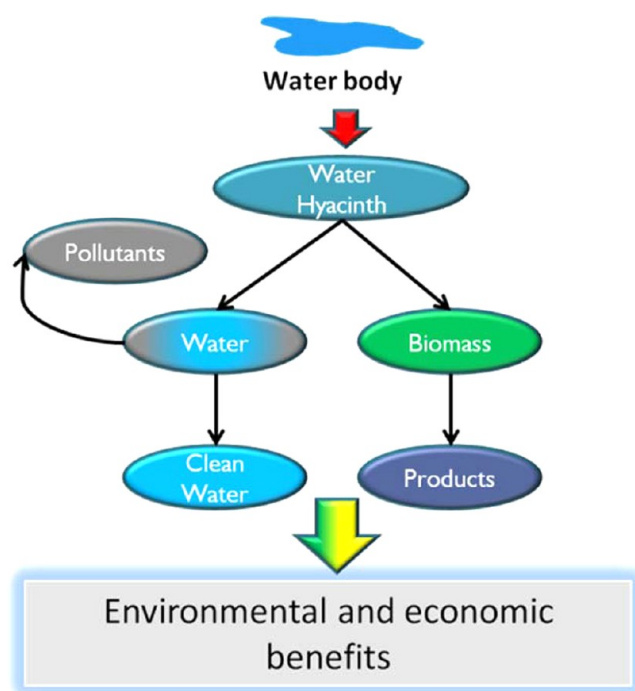 Water body
Water
Hyacinth
Pollutants
Water
Biomass
Clean
Water
Products
Environmental and economic
benefits